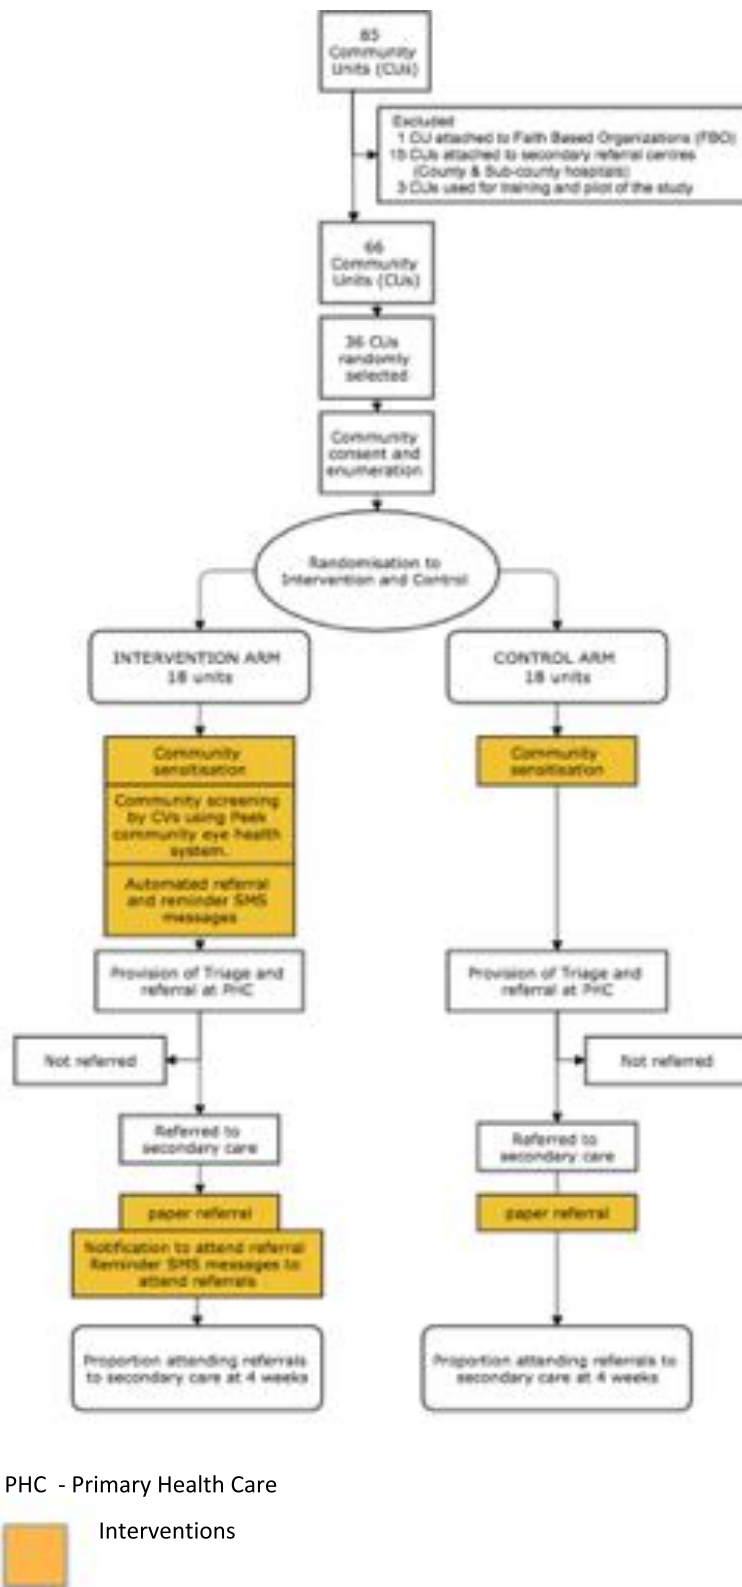 85
Community
Units (CUs)
Excluded
1 CU attached to Faith Based Organizations (FBO)
15 CUs attached to secondary referral centres
(County & Sub-county hospitals)
3 CUs used for training and pilot of the study
66
Community
Units (CUs)
36 CUs
randomly
selected
Community
consent and
enumeration
Randomisation to
Intervention and Control
INTERVENTION ARM
18 units
CONTROL ARM
18 units
Community
sensitisation
Community screening
by CVs using Peek
community eye health
system.
Automated referral
and reminder SMS
messages
Community
sensitisation
Provision of Triage and
referral at PHC
Provision of Triage and
referral at PHC
Not referred
Not referred
Referred to
secondary care
Referred to
secondary care
paper referral
Notification to attend referral
Reminder SMS messages to
attend referrals
paper referral
Proportion attending referrals
to secondary care at 4 weeks
Proportion attending referrals to
secondary care at 4 weeks
PHC - Primary Health Care
Interventions